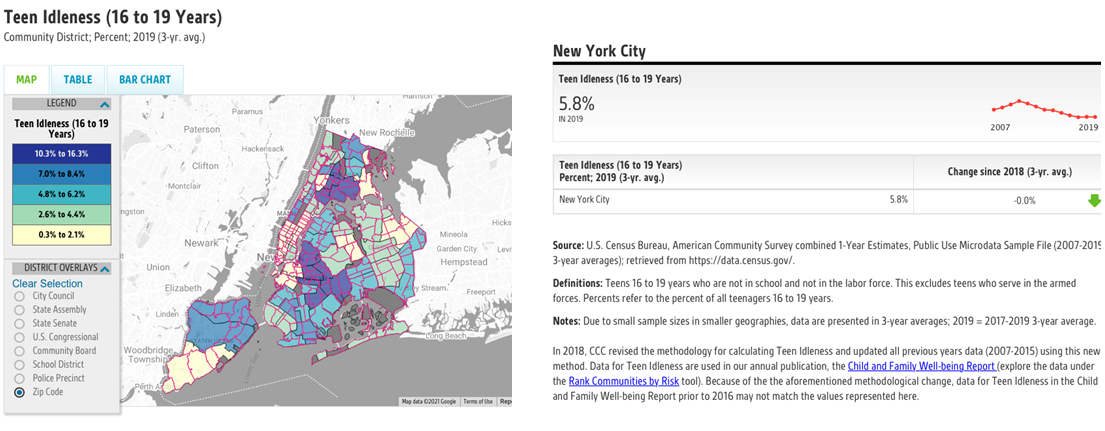 Teen Idleness (16 to 19 Years)
Community District; Percent; 2019 (3-yr. avg.)
MAP
TABLE
BAR CHART
LEGEND
Teen Idleness (16 to 19
Years)
10.3% to 16.3%
7.0% to 8.4%
4.8% to 6.2%
2.6% to 4.4%
0.3% to 2.1%
DISTRICT OVERLAYS
Clear Selection
City Council
State Assembly
State Senate
U.S. Congressional
Community Board
School District
Police Precinct
Zip Code
Harrison
Paramus
Yonkers
New Rochelle
Paterson
Hackensack
Clifton
Montclair
ngston
MAN
Hicks
Mineola
Garden City
Newark
New
Hempstead
Union
Elizabeth
y Stream
Freeport
Linden
Long Beach
STATEN ISLAND
Woodbridge
Township
Perth A
Map data ©2021 Google
Terms of Use
Repo
New York City
Teen Idleness (16 to 19 Years)
5.8%
IN 2019
2007
2019
Teen Idleness (16 to 19 Years)
Percent; 2019 (3-yr. avg.)
Change since 2018 (3-yr. avg.)
New York City
5.8%
-0.0%
Source: U.S. Census Bureau, American Community Survey combined 1-Year Estimates, Public Use Microdata Sample File (2007-2019
3-year averages); retrieved from https://data.census.gov/.
Definitions: Teens 16 to 19 years who are not in school and not in the labor force. This excludes teens who serve in the armed
forces. Percents refer to the percent of all teenagers 16 to 19 years.
Notes: Due to small sample sizes in smaller geographies, data are presented in 3-year averages; 2019 = 2017-2019 3-year average.
In 2018, CCC revised the methodology for calculating Teen Idleness and updated all previous years data (2007-2015) using this new
method. Data for Teen Idleness are used in our annual publication, the Child and Family Well-being Report (explore the data under
the Rank Communities by Risk tool). Because of the the aforementioned methodological change, data for Teen Idleness in the Child
and Family Well-being Report prior to 2016 may not match the values represented here.